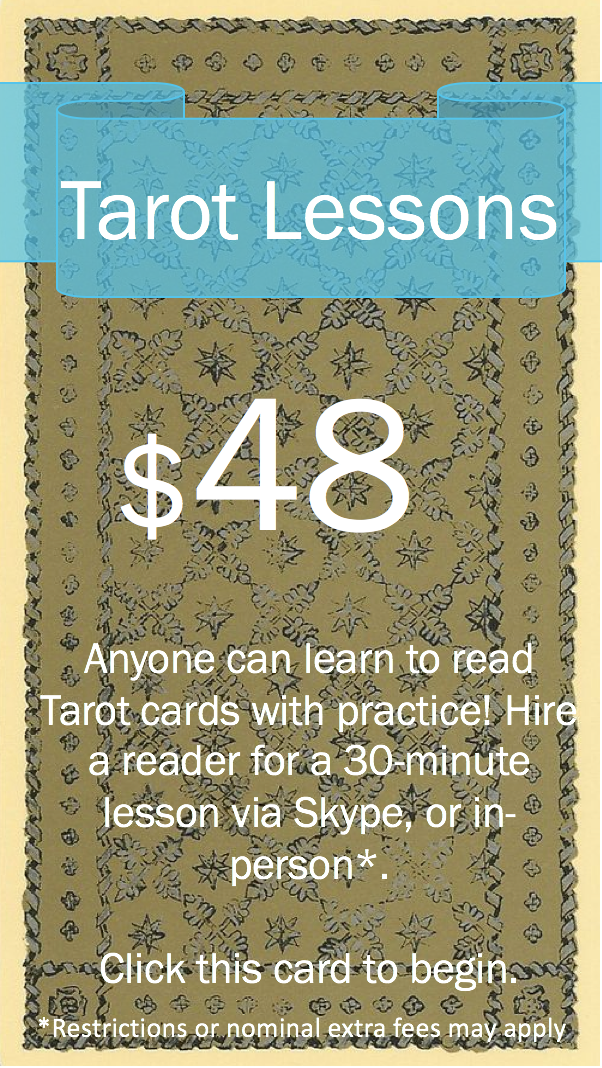 Tarot Lessons
$48
Anyone can learn to read
Tarot cards with practice! Hire
a reader for a 30-minute
lesson via Skype, or in-
person*.
Click this card to begin.
*Restrictions or nominal extra fees may apply